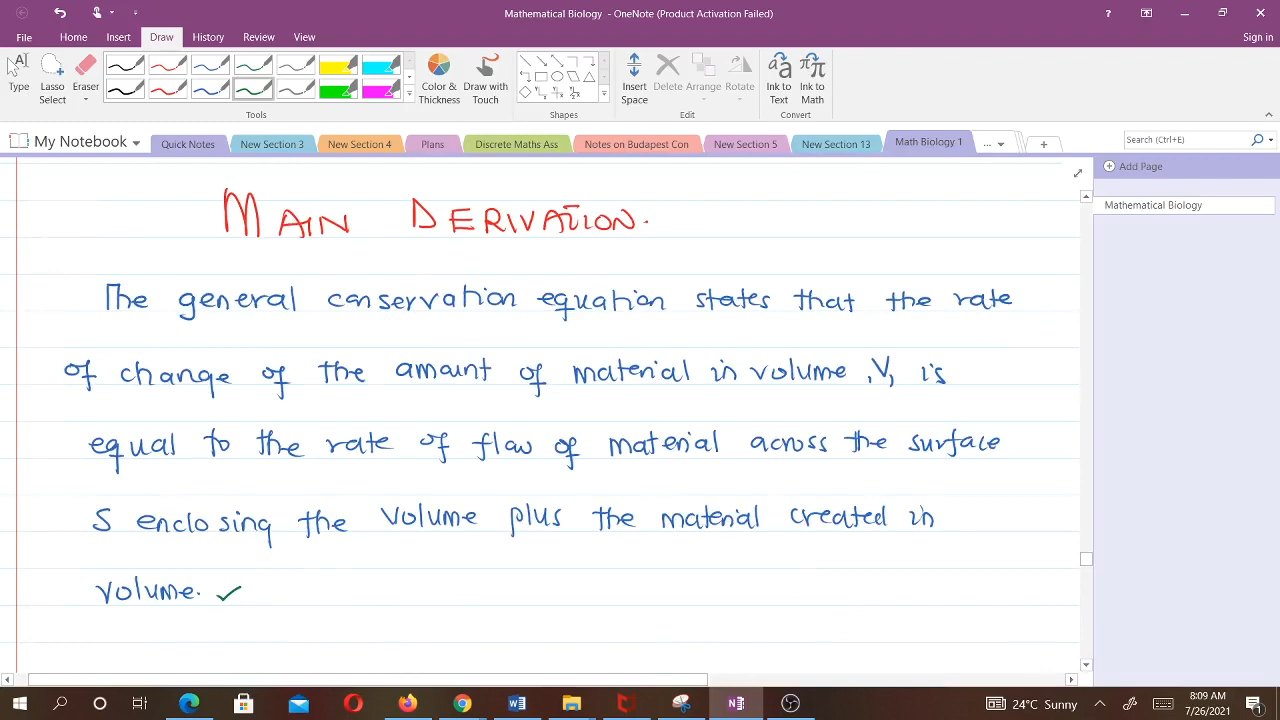 Mathematical Biology - OneNote (Product Activation Failed)
File Home Insert Draw History Review View Sign in
Type Lasso Select Eraser Color & Thickness Draw with Touch Insert Space Delete Arrange Rotate Ink to Text Ink to Math
Tools Shapes Edit Convert
My Notebook Quick Notes New Section 3 New Section 4 Plans Discrete Maths Ass Notes on Budapest Con New Section 5 New Section 13 Math Biology 1 ... Search (Ctrl+E)
Add Page
Mathematical Biology
MAIN DERIVATION.
The general conservation equation states that the rate
of change of the amount of material in volume ,V, is
equal to the rate of flow of material across the surface
S enclosing the volume plus the material created in
volume. ✓
24°C Sunny
8:09 AM
7/26/2021